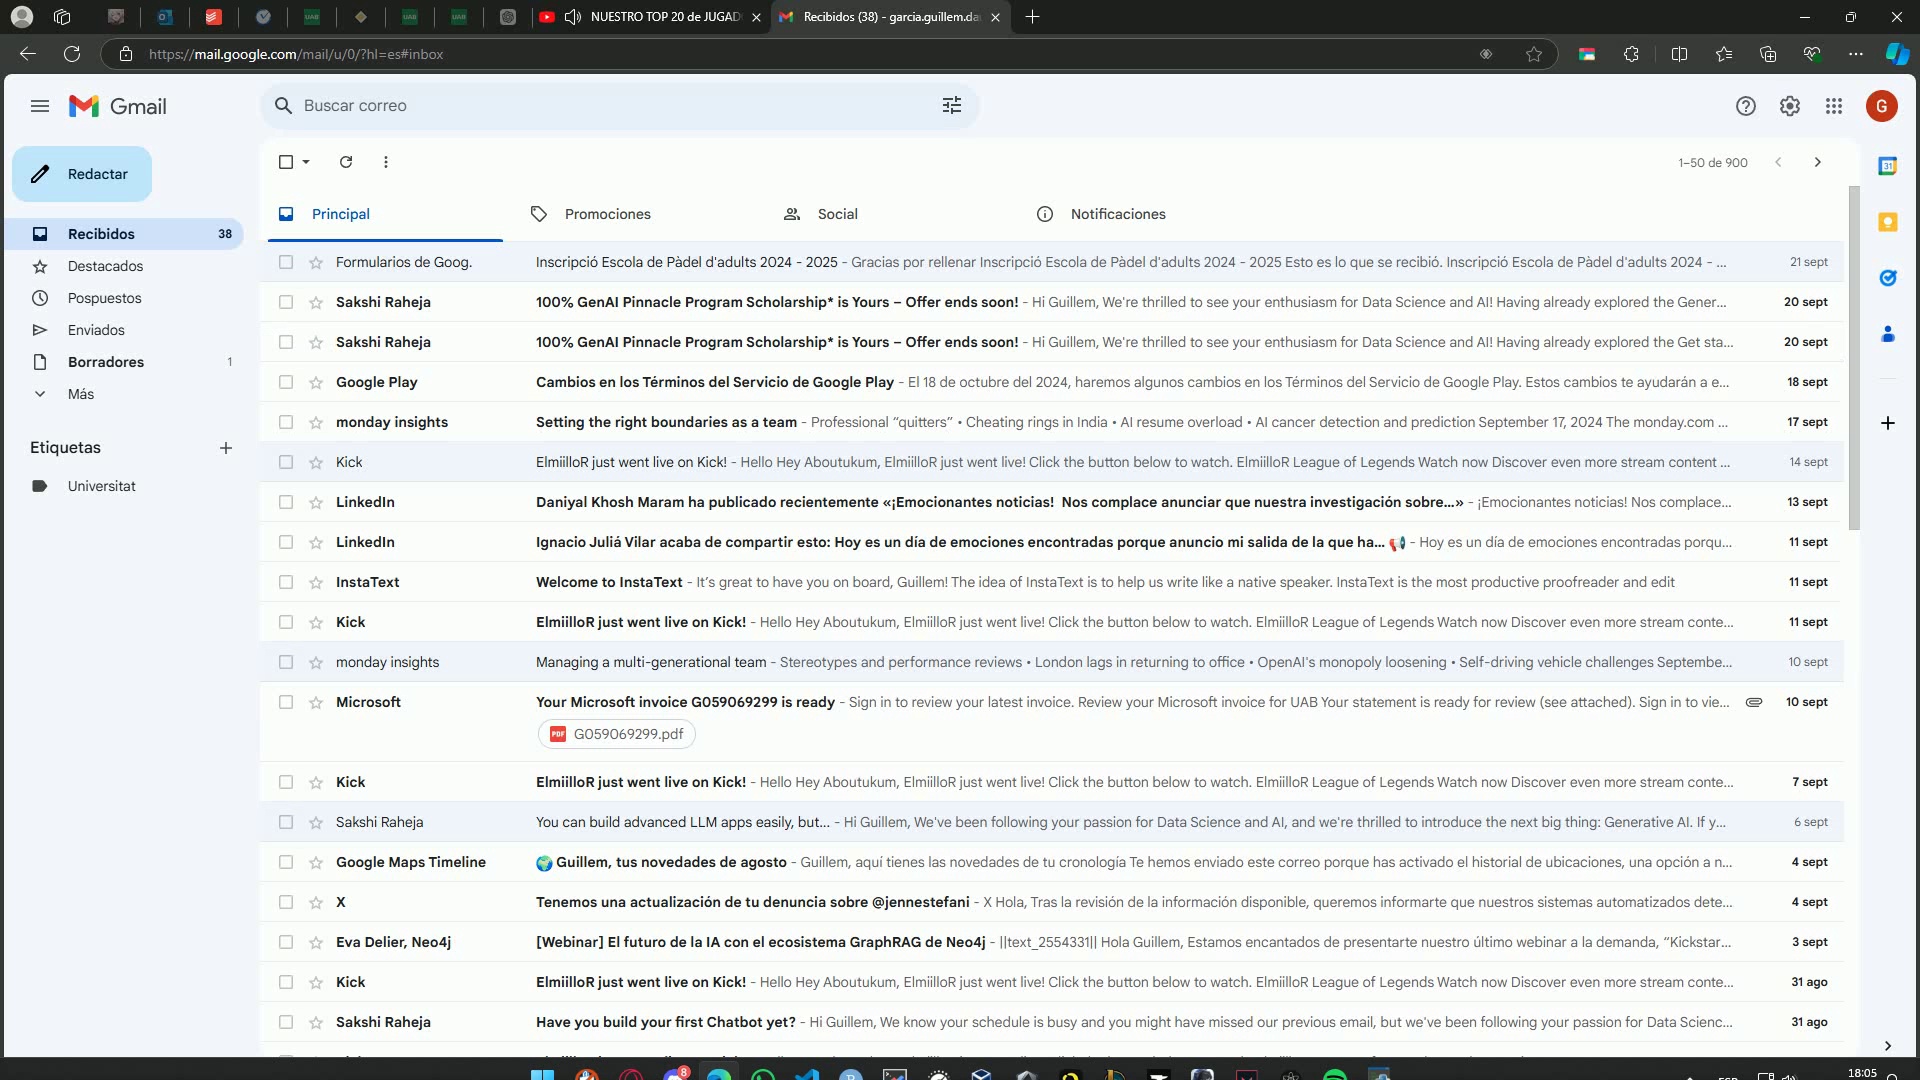 NUESTRO TOP 20 de JUGAD
Recibidos (38) - garcia.guillem.da
https://mail.google.com/mail/u/0/?hl=es#inbox
Gmail
Buscar correo
G
Redactar
1–50 de 900
Principal
Promociones
Social
Notificaciones
Recibidos 38
Destacados
Pospuestos
Enviados
Borradores 1
Más
Etiquetas
Universitat
Formularios de Goog. Inscripció Escola de Pàdel d'adults 2024 - 2025 - Gracias por rellenar Inscripció Escola de Pàdel d'adults 2024 - 2025 Esto es lo que se recibió. Inscripció Escola de Pàdel d'adults 2024 - ... 21 sept
Sakshi Raheja 100% GenAI Pinnacle Program Scholarship* is Yours – Offer ends soon! - Hi Guillem, We're thrilled to see your enthusiasm for Data Science and AI! Having already explored the Gener... 20 sept
Sakshi Raheja 100% GenAI Pinnacle Program Scholarship* is Yours – Offer ends soon! - Hi Guillem, We're thrilled to see your enthusiasm for Data Science and AI! Having already explored the Get sta... 20 sept
Google Play Cambios en los Términos del Servicio de Google Play - El 18 de octubre del 2024, haremos algunos cambios en los Términos del Servicio de Google Play. Estos cambios te ayudarán a e... 18 sept
monday insights Setting the right boundaries as a team - Professional “quitters” • Cheating rings in India • AI resume overload • AI cancer detection and prediction September 17, 2024 The monday.com ... 17 sept
Kick ElmiilloR just went live on Kick! - Hello Hey Aboutukum, ElmiilloR just went live! Click the button below to watch. ElmiilloR League of Legends Watch now Discover even more stream content ... 14 sept
LinkedIn Daniyal Khosh Maram ha publicado recientemente «¡Emocionantes noticias! Nos complace anunciar que nuestra investigación sobre...» - ¡Emocionantes noticias! Nos complace... 13 sept
LinkedIn Ignacio Juliá Vilar acaba de compartir esto: Hoy es un día de emociones encontradas porque anuncio mi salida de la que ha... 📢 - Hoy es un día de emociones encontradas porqu... 11 sept
InstaText Welcome to InstaText - It’s great to have you on board, Guillem! The idea of InstaText is to help us write like a native speaker. InstaText is the most productive proofreader and edit 11 sept
Kick ElmiilloR just went live on Kick! - Hello Hey Aboutukum, ElmiilloR just went live! Click the button below to watch. ElmiilloR League of Legends Watch now Discover even more stream conte... 11 sept
monday insights Managing a multi-generational team - Stereotypes and performance reviews • London lags in returning to office • OpenAI's monopoly loosening • Self-driving vehicle challenges Septembe... 10 sept
Microsoft Your Microsoft invoice G059069299 is ready - Sign in to review your latest invoice. Review your Microsoft invoice for UAB Your statement is ready for review (see attached). Sign in to vie... 10 sept
PDF G059069299.pdf
Kick ElmiilloR just went live on Kick! - Hello Hey Aboutukum, ElmiilloR just went live! Click the button below to watch. ElmiilloR League of Legends Watch now Discover even more stream conte... 7 sept
Sakshi Raheja You can build advanced LLM apps easily, but... - Hi Guillem, We've been following your passion for Data Science and AI, and we're thrilled to introduce the next big thing: Generative AI. If y... 6 sept
Google Maps Timeline 🌍 Guillem, tus novedades de agosto - Guillem, aquí tienes las novedades de tu cronología Te hemos enviado este correo porque has activado el historial de ubicaciones, una opción a n... 4 sept
X Tenemos una actualización de tu denuncia sobre @jennestefani - X Hola, Tras la revisión de la información disponible, queremos informarte que nuestros sistemas automatizados dete... 4 sept
Eva Delier, Neo4j [Webinar] El futuro de la IA con el ecosistema GraphRAG de Neo4j - ||text_2554331|| Hola Guillem, Estamos encantados de presentarte nuestro último webinar a la demanda, “Kickstar... 3 sept
Kick ElmiilloR just went live on Kick! - Hello Hey Aboutukum, ElmiilloR just went live! Click the button below to watch. ElmiilloR League of Legends Watch now Discover even more stream conte... 31 ago
Sakshi Raheja Have you build your first Chatbot yet? - Hi Guillem, We know your schedule is busy and you might have missed our previous email, but we've been following your passion for Data Scienc... 31 ago
8
18:05